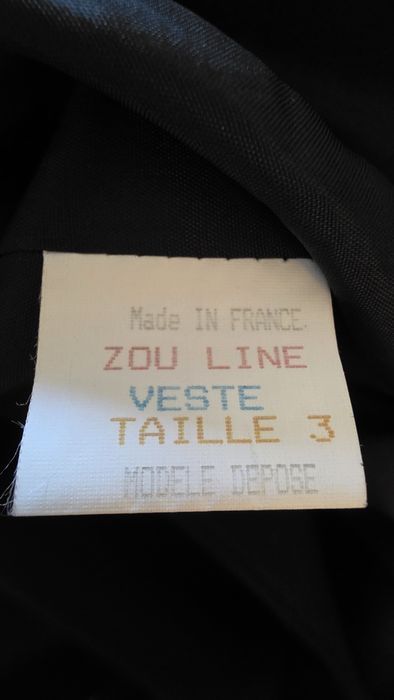 Made IN FRANCE
ZOU LINE
VESTE
TAILLE 3
MODELE DEPOSE